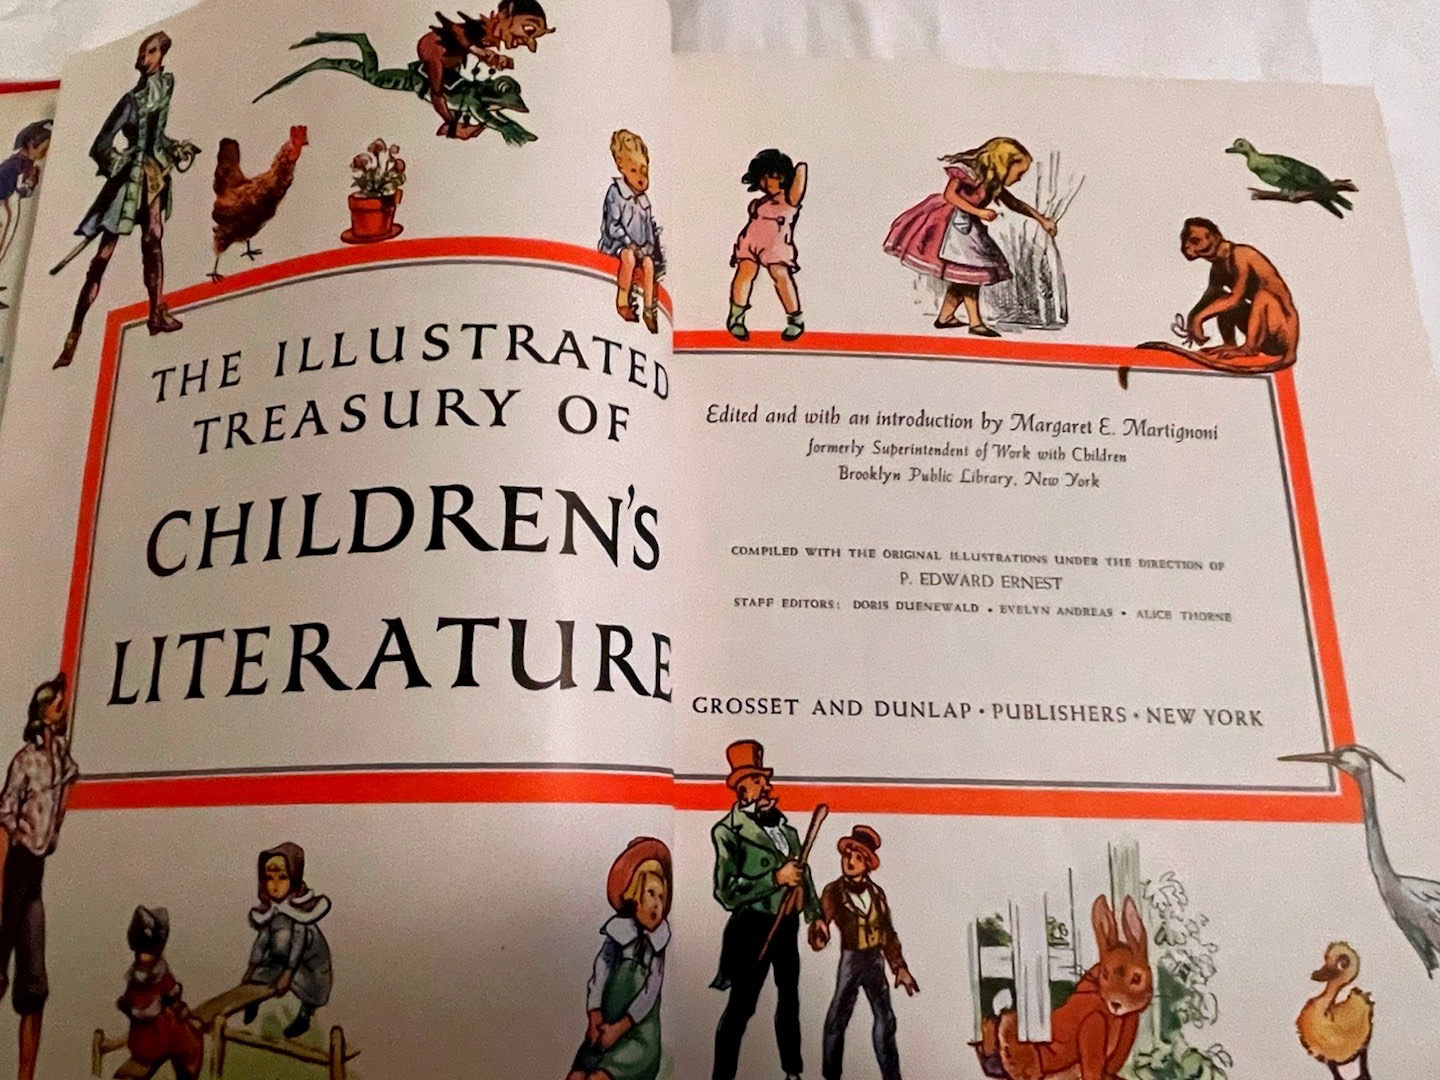 THE ILLUSTRATED
TREASURY OF
CHILDREN'S
LITERATURE
Edited and with an introduction by Margaret E. Martignoni
formerly Superintendent of Work with Children
Brooklyn Public Library, New York
COMPILED WITH THE ORIGINAL ILLUSTRATIONS UNDER THE DIRECTION OF
P. EDWARD ERNEST
STAFF EDITORS: DORIS DUENEWALD • EVELYN ANDREAS • ALICE THORNE
GROSSET AND DUNLAP • PUBLISHERS • NEW YORK